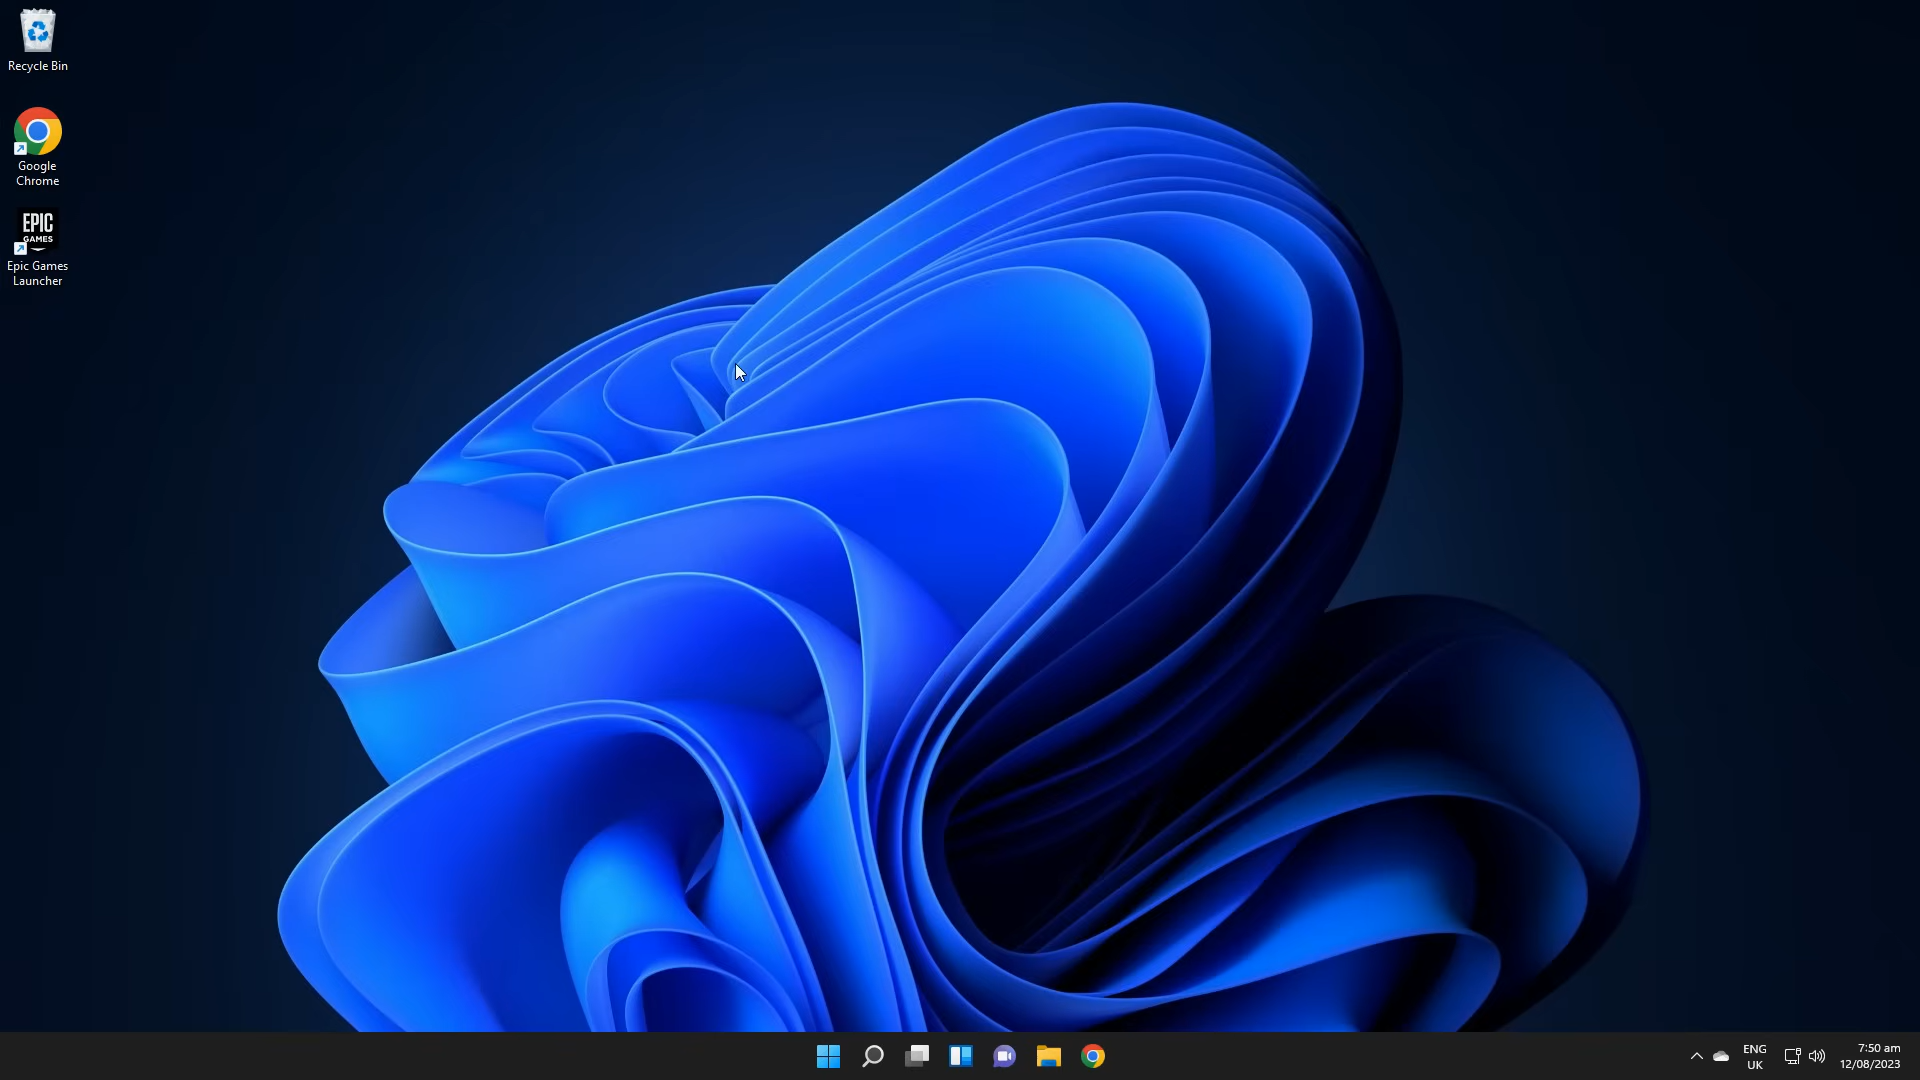 Recycle Bin
Google
Chrome
EPIC
GAMES
Epic Games
Launcher
ENG
UK
7:50 am
12/08/2023